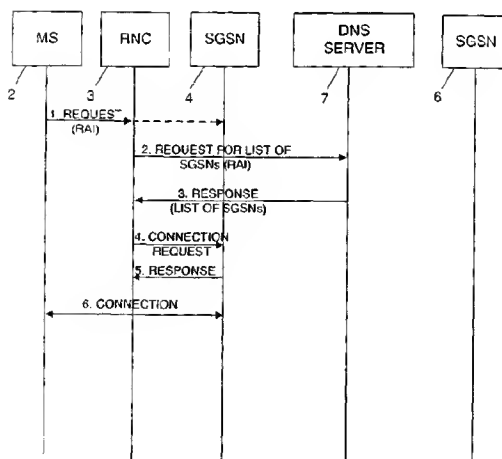 MS
RNC
SGSN
DNS
SERVER
SGSN
2
3
4
7
6
1. REQUEST
(RAI)
2. REQUEST FOR LIST OF
SGSNs (RAI)
3. RESPONSE
(LIST OF SGSNs)
4. CONNECTION
REQUEST
5. RESPONSE
6. CONNECTION